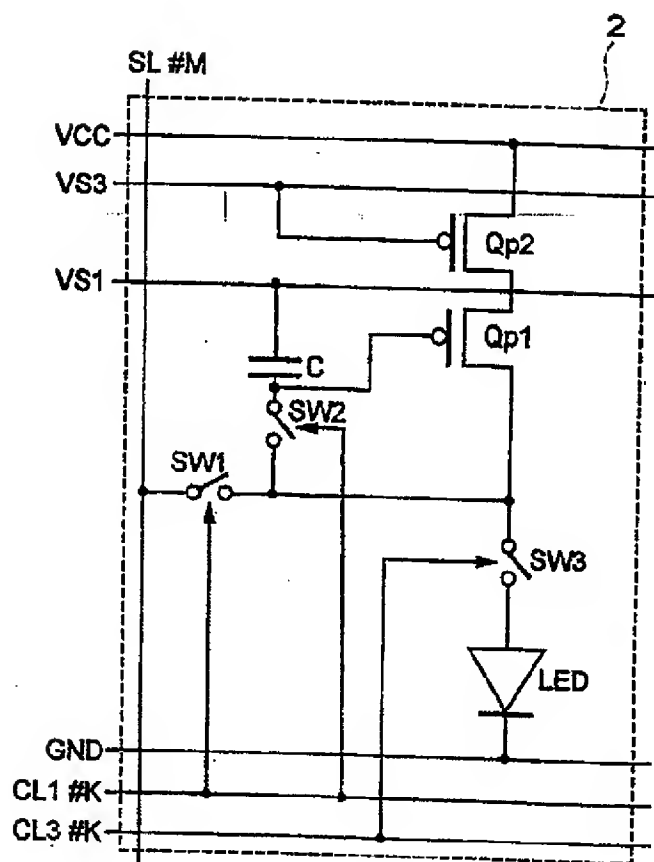 2
SL #M
VCC
VS3
Qp2
VS1
Qp1
C
SW2
SW1
SW3
LED
GND
CL1 #K
CL3 #K